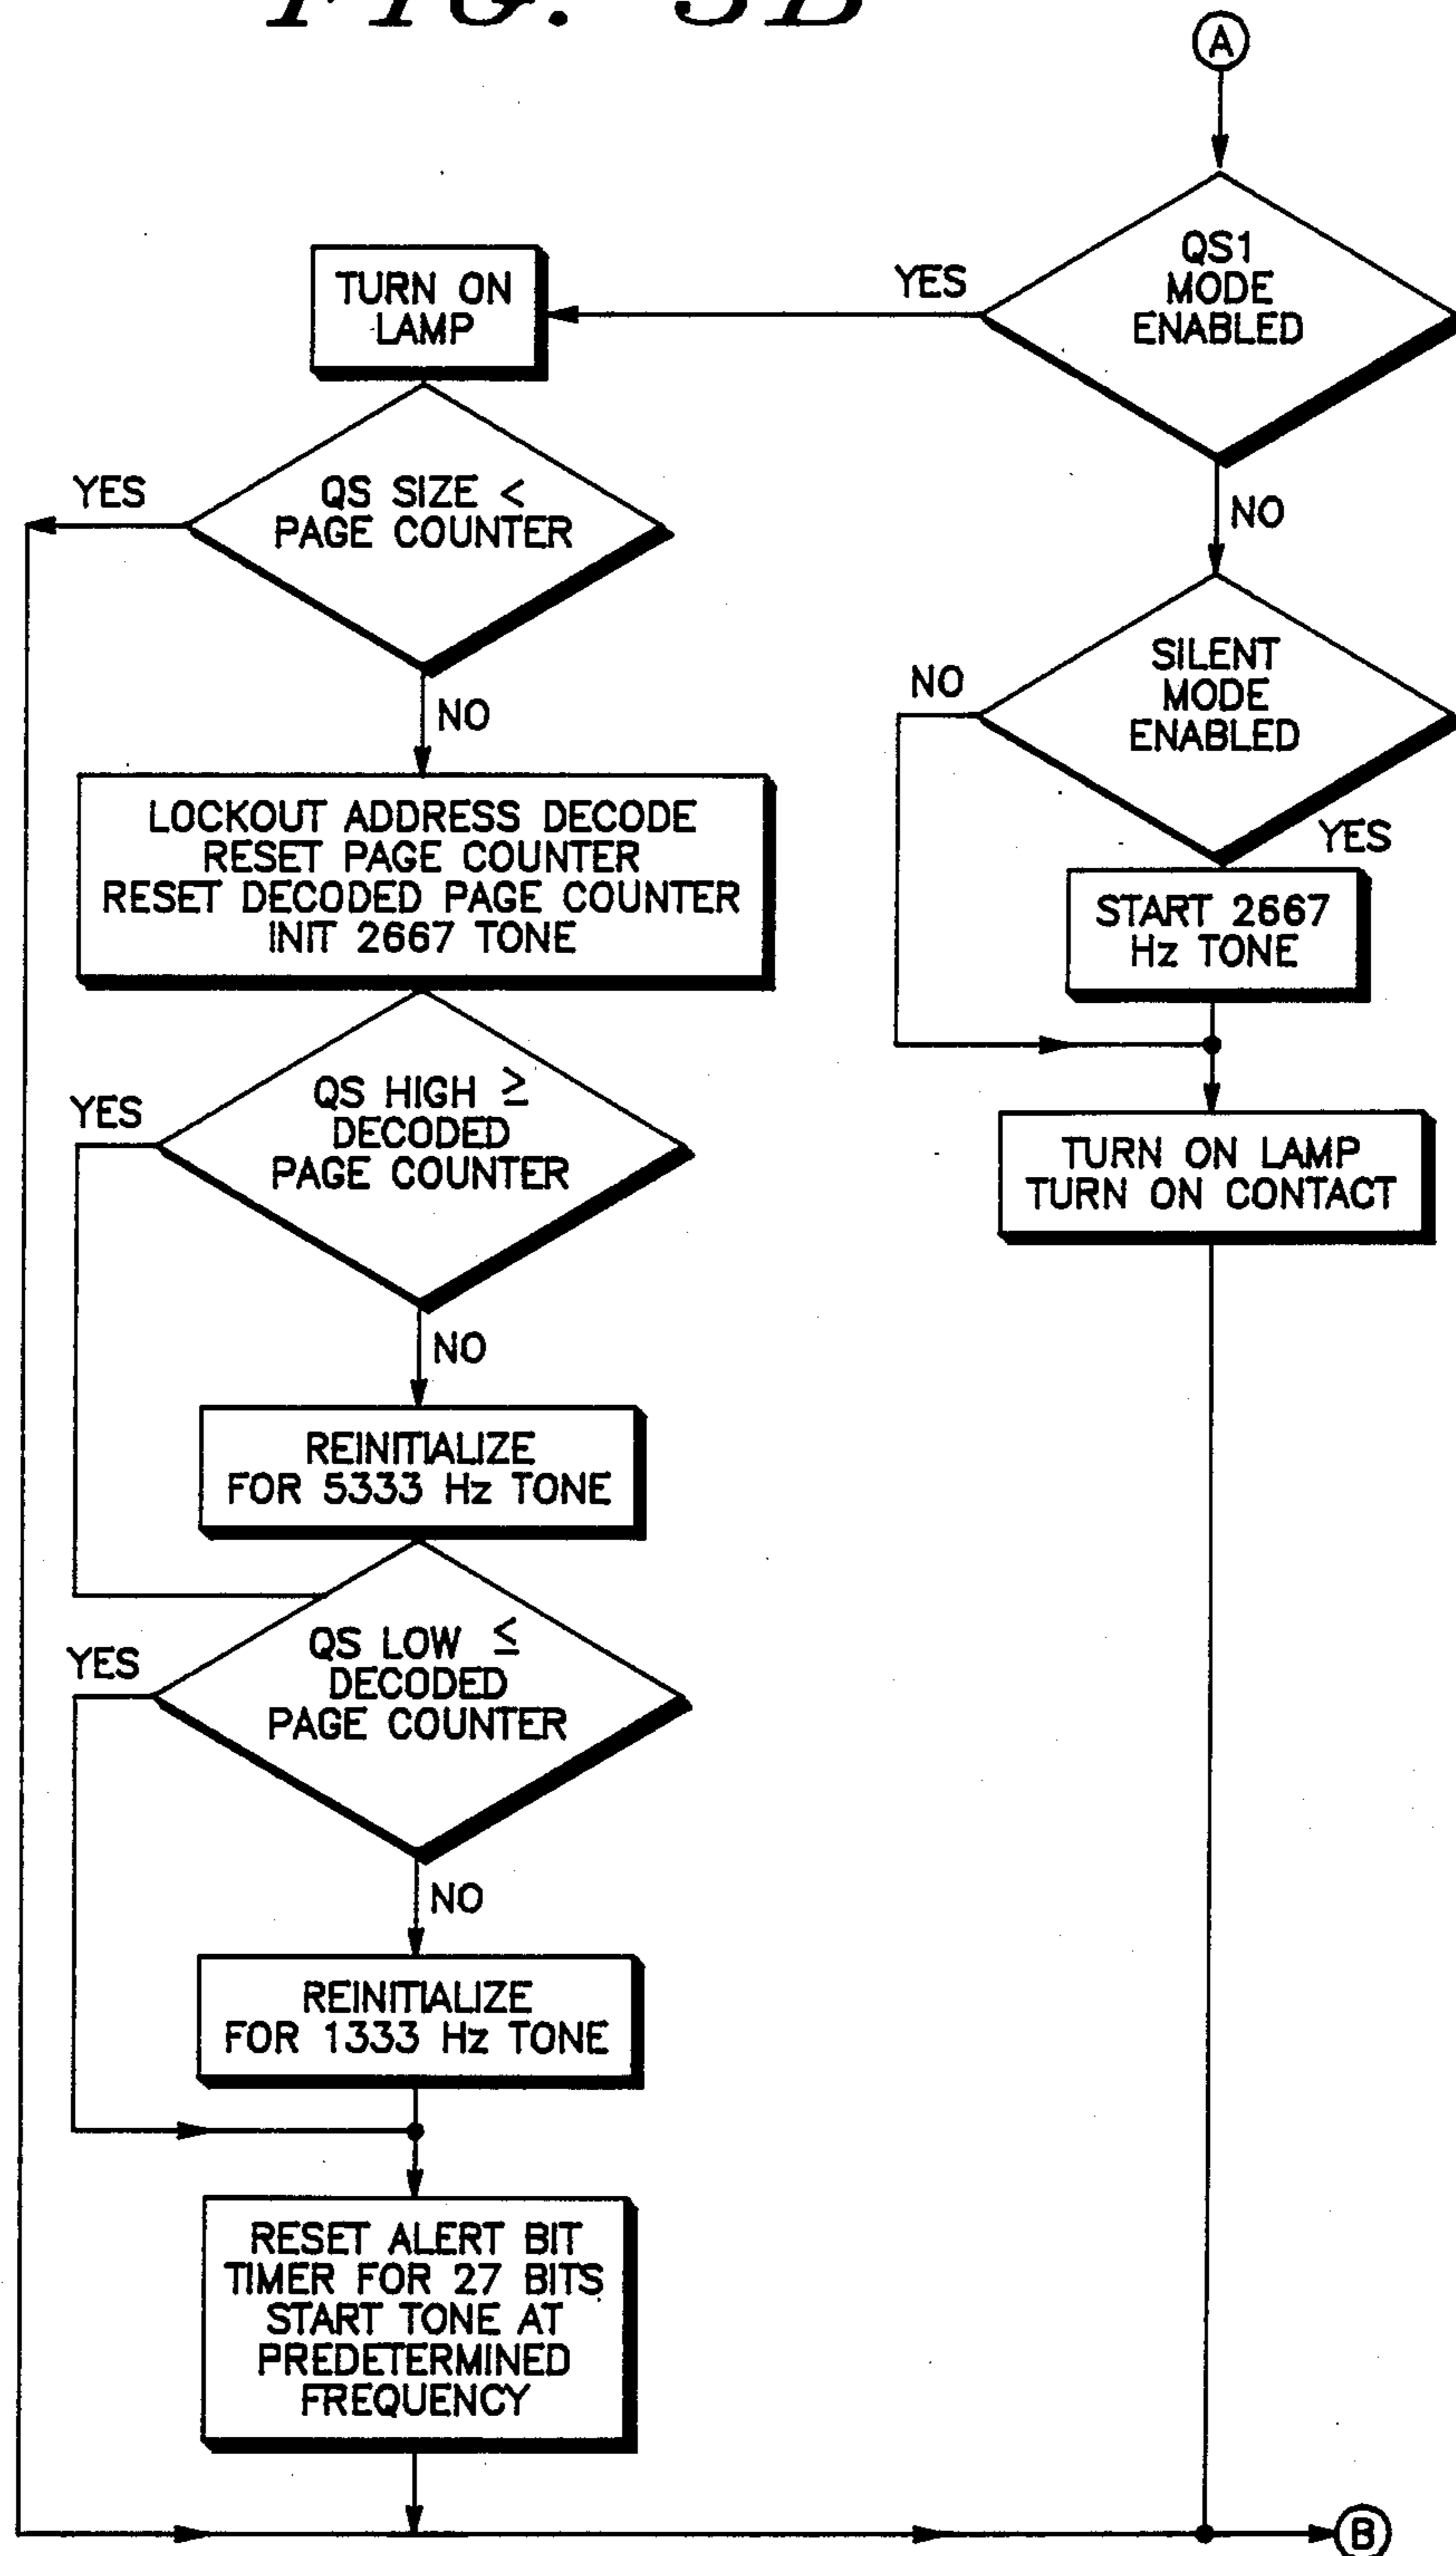 FIG. 5B
A
QS1
MODE
ENABLED
YES
NO
TURN ON
LAMP
QS SIZE <
PAGE COUNTER
YES
NO
SILENT
MODE
ENABLED
NO
YES
START 2667
Hz TONE
TURN ON LAMP
TURN ON CONTACT
LOCKOUT ADDRESS DECODE
RESET PAGE COUNTER
RESET DECODED PAGE COUNTER
INIT 2667 TONE
QS HIGH ≥
DECODED
PAGE COUNTER
YES
NO
REINITIALIZE
FOR 5333 Hz TONE
QS LOW ≤
DECODED
PAGE COUNTER
YES
NO
REINITIALIZE
FOR 1333 Hz TONE
RESET ALERT BIT
TIMER FOR 27 BITS
START TONE AT
PREDETERMINED
FREQUENCY
B